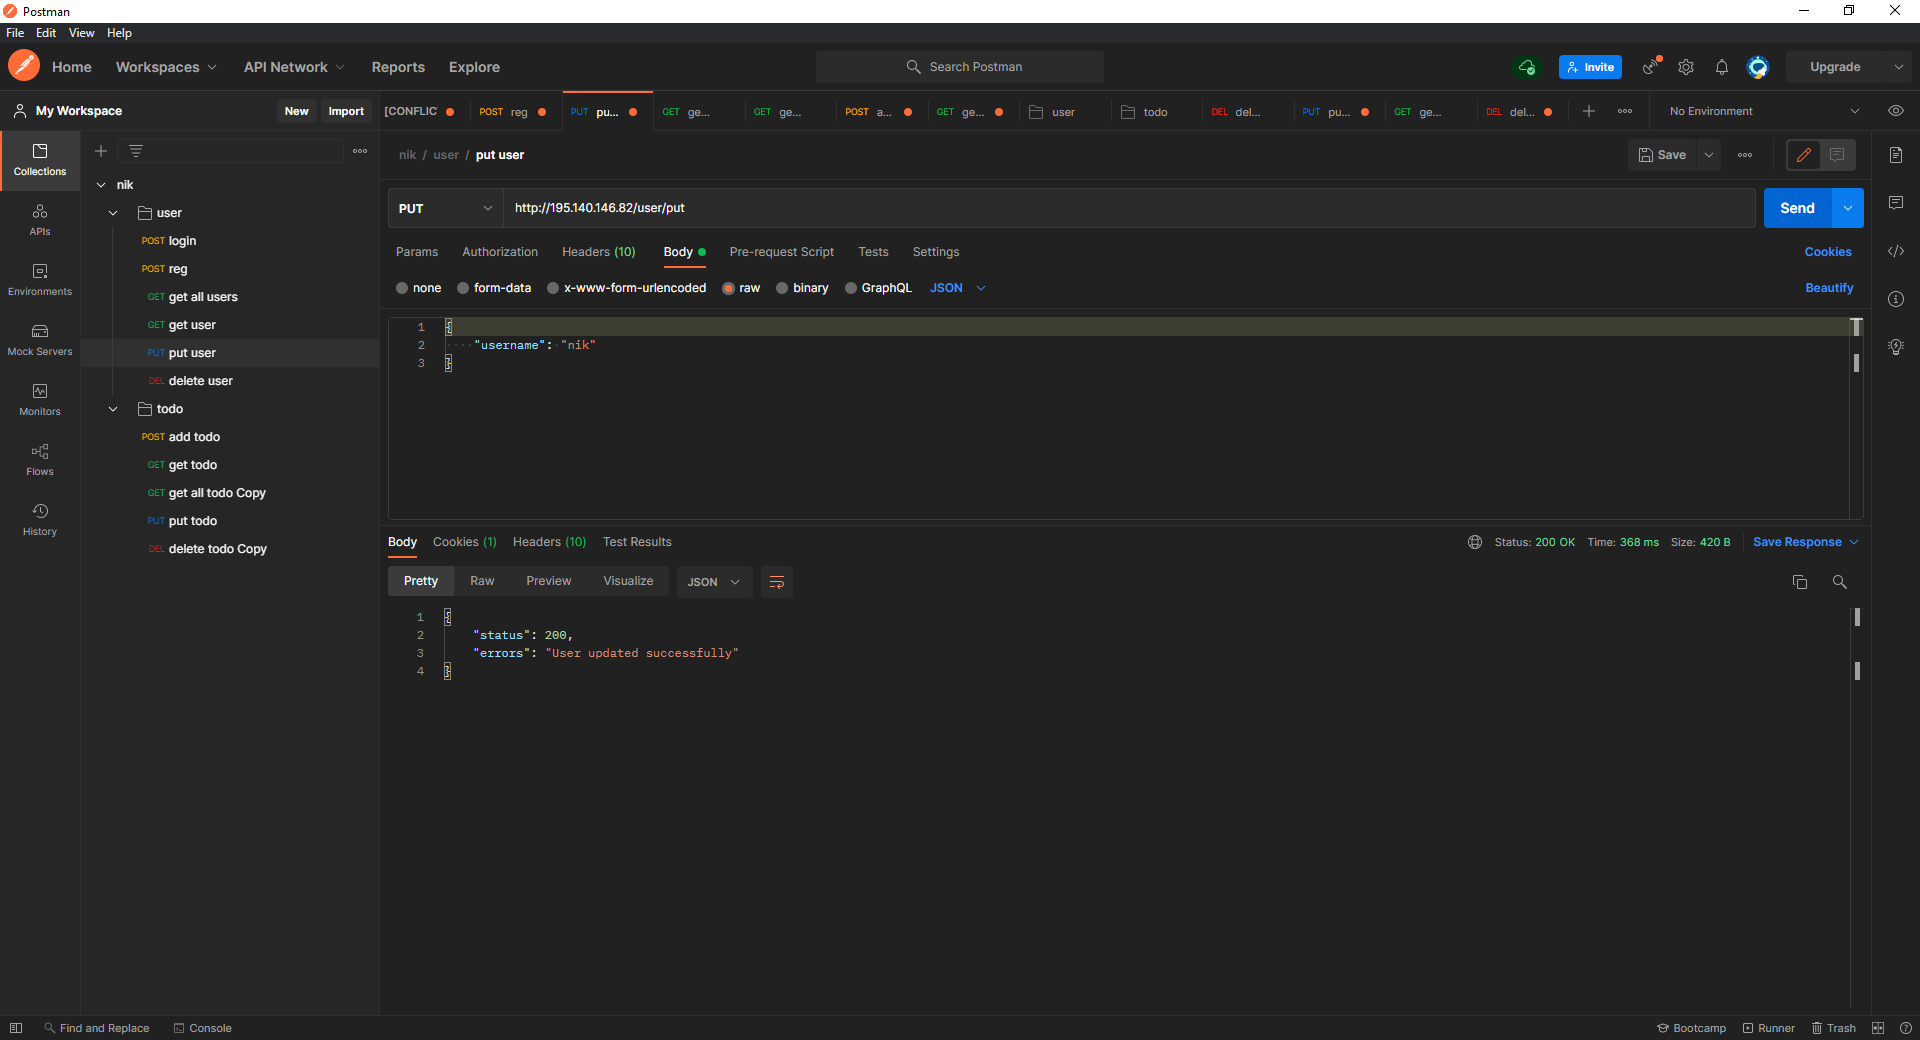 Postman
File Edit View Help
Home Workspaces API Network Reports Explore Search Postman Invite Upgrade
My Workspace New Import
[CONFLIC POST reg PUT pu... GET ge... GET ge... POST a... GET ge... user todo DEL del... PUT pu... GET ge... DEL del... No Environment
Collections
APIs
Environments
Mock Servers
Monitors
Flows
History
nik
user
POST login
POST reg
GET get all users
GET get user
PUT put user
DEL delete user
todo
POST add todo
GET get todo
GET get all todo Copy
PUT put todo
DEL delete todo Copy
nik / user / put user Save
PUT http://195.140.146.82/user/put Send
Params Authorization Headers (10) Body Pre-request Script Tests Settings Cookies
none form-data x-www-form-urlencoded raw binary GraphQL JSON Beautify
1 {
2 "username": "nik"
3 }
Body Cookies (1) Headers (10) Test Results Status: 200 OK Time: 368 ms Size: 420 B Save Response
Pretty Raw Preview Visualize JSON
1 {
2 "status": 200,
3 "errors": "User updated successfully"
4 }
Find and Replace Console Bootcamp Runner Trash